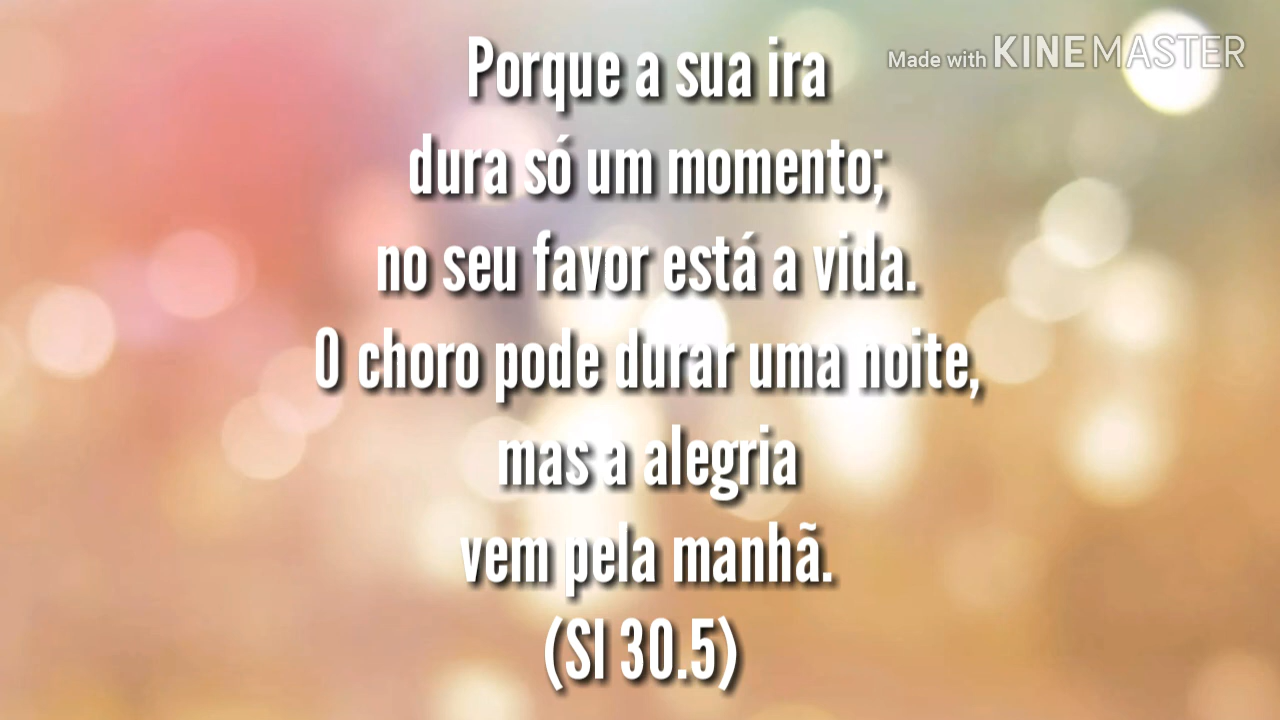 Made with KINEMASTER
Porque a sua ira
dura só um momento;
no seu favor está a vida.
O choro pode durar uma noite,
mas a alegria
vem pela manhã.
(Sl 30.5)